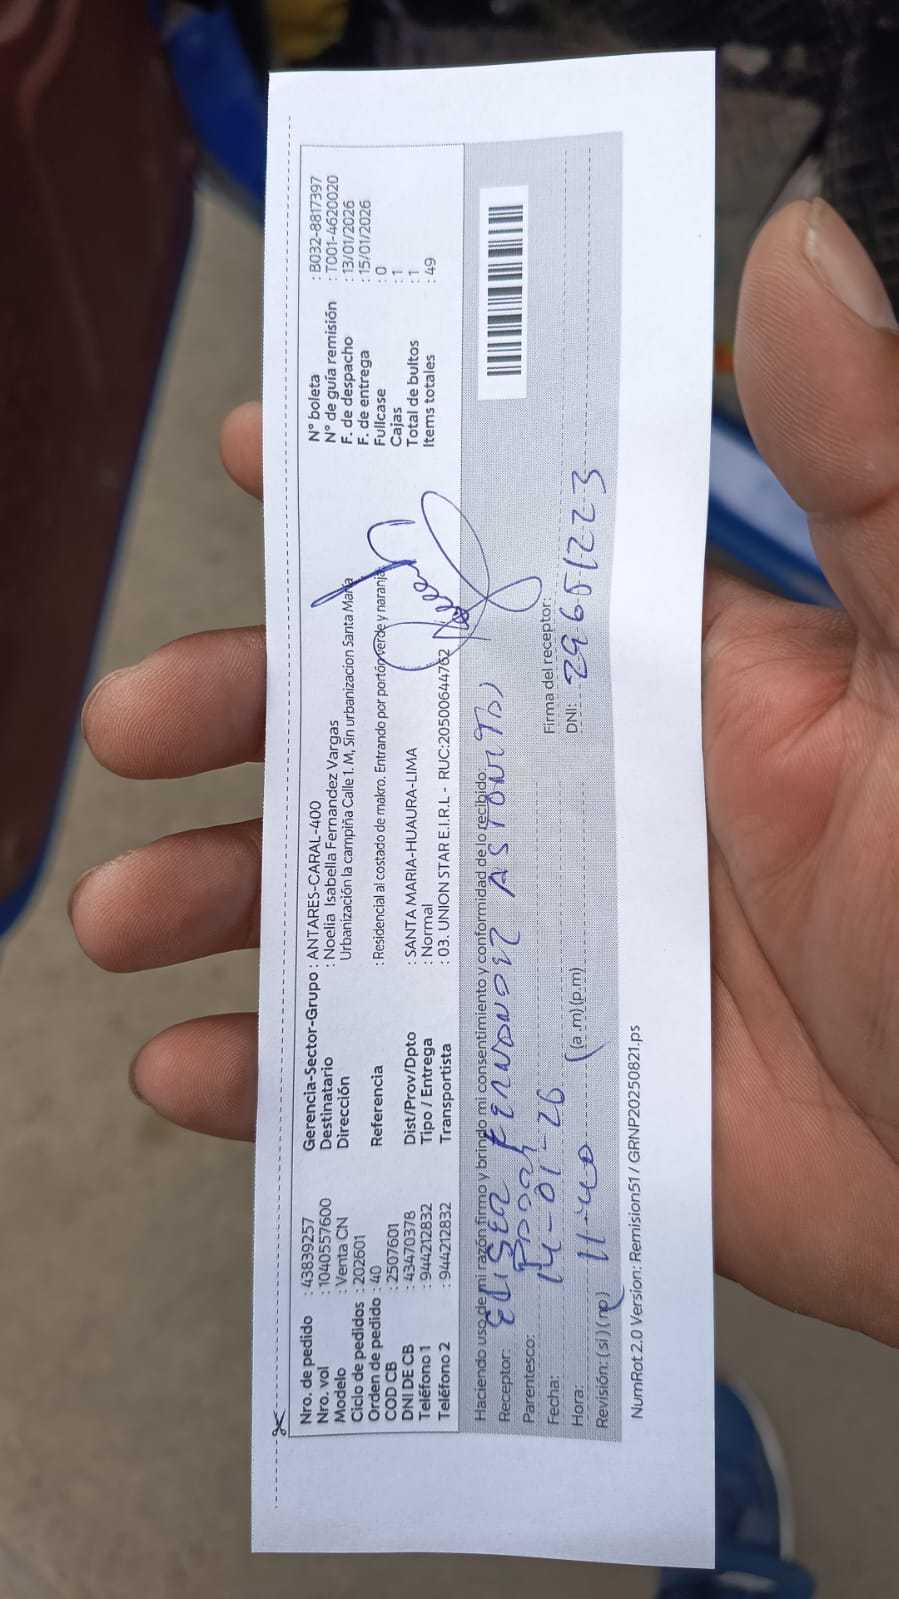 Nro. de pedido : 43839257
Nro. vol : 1040557600
Modelo : Venta CN
Ciclo de pedidos : 202601
Orden de pedido : 40
COD CB : 2507601
DNI DE CB : 43470378
Teléfono 1 : 944212832
Teléfono 2 : 944212832
Gerencia-Sector-Grupo : ANTARES-CARAL-400
Destinatario : Noelia Isabella Fernandez Vargas
Dirección Urbanización la campiña Calle 1. M, Sin urbanizacion Santa María
Referencia : Residencial al costado de makro. Entrando por portón verde y naranja
Dist/Prov/Dpto : SANTA MARIA-HUAURA-LIMA
Tipo / Entrega : Normal
Transportista : 03. UNION STAR E.I.R.L - RUC:20500644762
N° boleta : B032-8817397
N° de guía remisión : T001-4620020
F. de despacho : 13/01/2026
F. de entrega : 15/01/2026
Fullcase : 0
Cajas : 1
Total de bultos : 1
Items totales : 49
Haciendo uso de mi razón firmo y brindo mi consentimiento y conformidad de lo recibido.
Receptor: ELISEA FERNANDEZ ASTONITAS
Parentesco:
Fecha: 14-01-26
Hora: 11:40 (a.m)(p.m)
Revisión: (si) (no)
Firma del receptor:
DNI: 29651223
NumRot 2.0 Version: Remision51 / GRNP20250821.ps